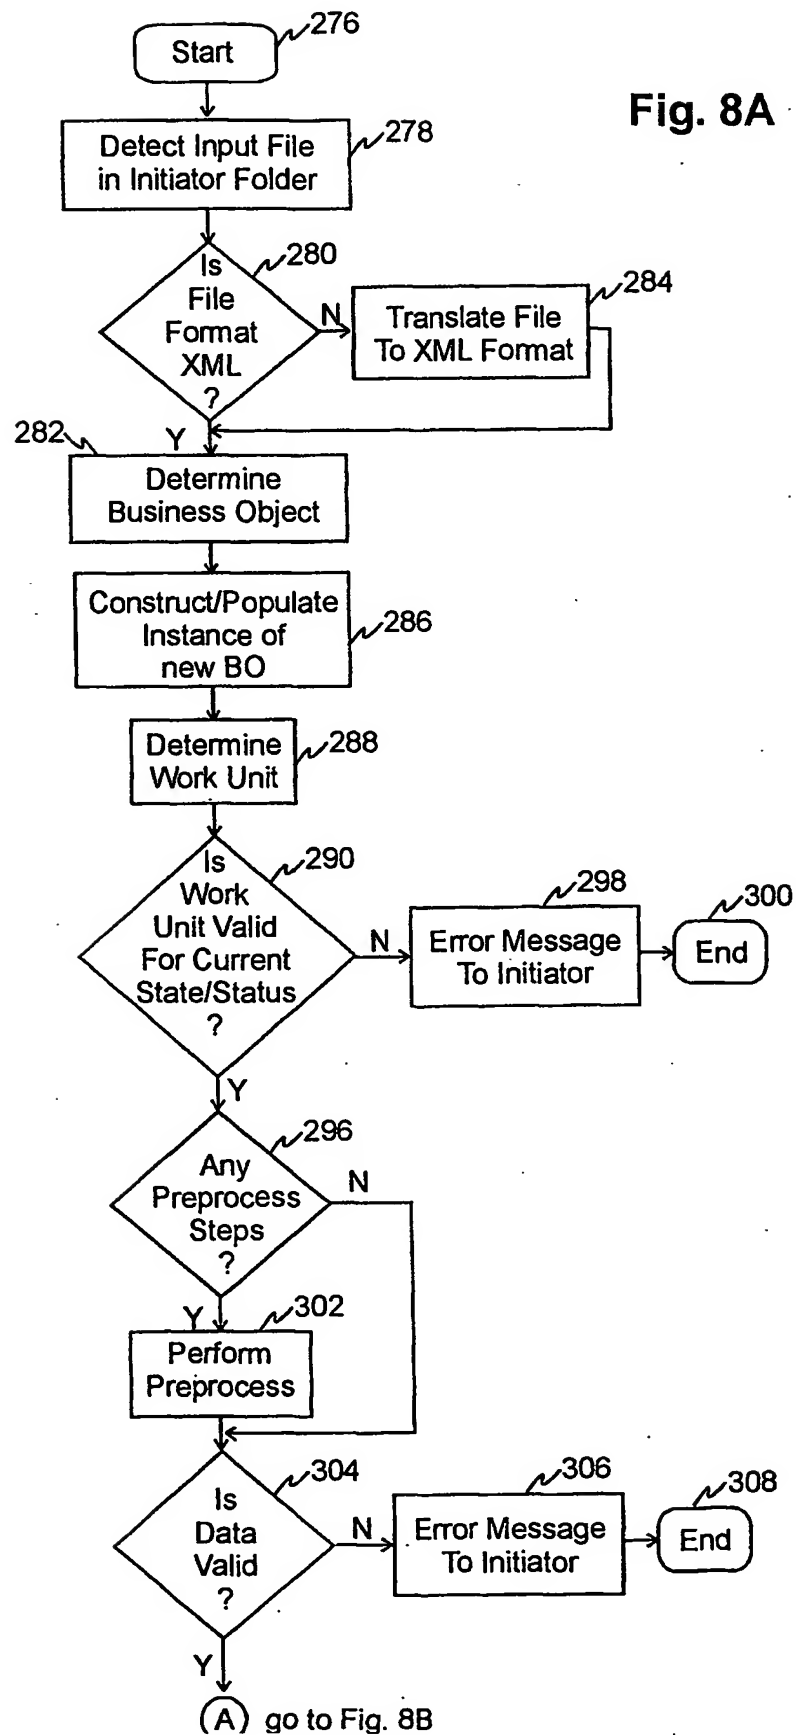 276
Start
Fig. 8A
278
Detect Input File
in Initiator Folder
280
Is
File
Format
XML
?
N
284
Translate File
To XML Format
Y
282
Determine
Business Object
286
Construct/Populate
Instance of
new BO
288
Determine
Work Unit
290
Is
Work
Unit Valid
For Current
State/Status
?
N
298
Error Message
To Initiator
300
End
Y
296
Any
Preprocess
Steps
?
N
Y
302
Perform
Preprocess
304
Is
Data
Valid
?
N
306
Error Message
To Initiator
308
End
Y
A go to Fig. 8B